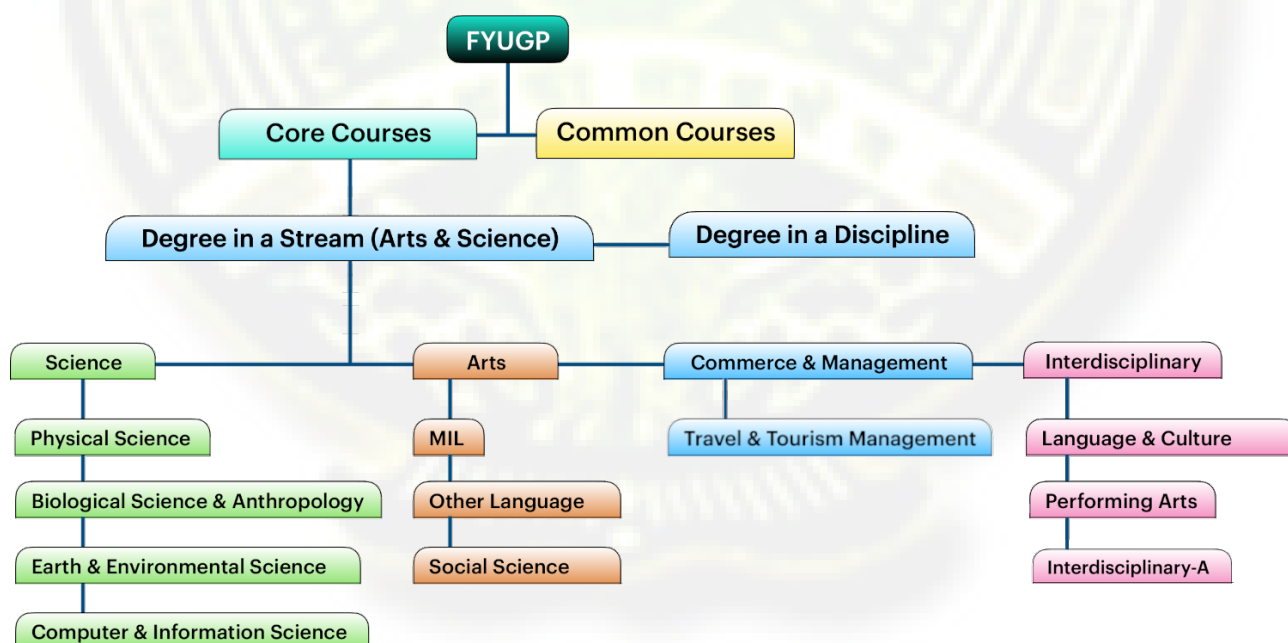 FYUGP
Core Courses
Common Courses
Degree in a Stream (Arts & Science)
Degree in a Discipline
Science
Arts
Commerce & Management
Interdisciplinary
Physical Science
MIL
Travel & Tourism Management
Language & Culture
Biological Science & Anthropology
Other Language
Performing Arts
Earth & Environmental Science
Social Science
Interdisciplinary-A
Computer & Information Science